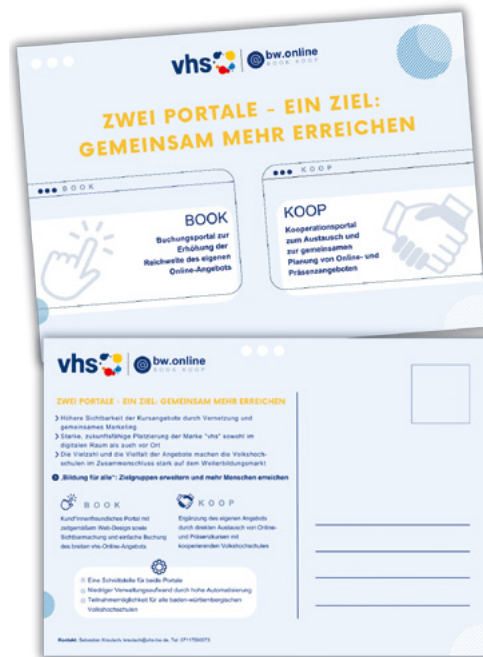 vhs
bw.online
BOOK KOOP
ZWEI PORTALE – EIN ZIEL:
GEMEINSAM MEHR ERREICHEN
BOOK
BOOK
Buchungsportal zur
Erhöhung der
Reichweite des eigenen
Online-Angebots
KOOP
KOOP
Kooperationsportal
zum Austausch und
zur gemeinsamen
Planung von Online- und
Präsenzangeboten
vhs
@ bw.online
BOOK KOOP
ZWEI PORTALE - EIN ZIEL: GEMEINSAM MEHR ERREICHEN
Höhere Sichtbarkeit der Kursangebote durch Vernetzung und
gemeinsames Marketing
Starke, zukunftsfähige Platzierung der Marke "vhs" sowohl im
digitalen Raum als auch vor Ort
Die Vielzahl und die Vielfalt der Angebote machen die Volkshoch-
schulen im Zusammenschluss stark auf dem Weiterbildungsmarkt
„Bildung für alle“: Zielgruppen erweitern und mehr Menschen erreichen
BOOK
Kund*innenfreundliches Portal mit
zeitgemäßem Web-Design sowie
Sichtbarmachung und einfache Buchung
des breiten vhs-Online-Angebots
KOOP
Ergänzung des eigenen Angebots
durch direkten Austausch von Online-
und Präsenzkursen mit
kooperierenden Volkshochschulen
Eine Schnittstelle für beide Portale
Niedriger Verwaltungsaufwand durch hohe Automatisierung
Teilnahmemöglichkeit für alle baden-württembergischen
Volkshochschulen
Kontakt: Sebastian